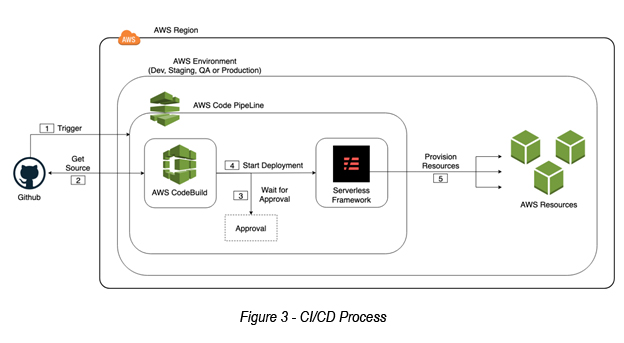 AWS Region
AWS
AWS Environment
(Dev, Staging, QA or Production)
AWS Code PipeLine
1
Trigger
Get
Source
2
Github
AWS CodeBuild
4
Start Deployment
3
Wait for
Approval
Approval
Serverless
Framework
Provision
Resources
5
AWS Resources
Figure 3 - CI/CD Process